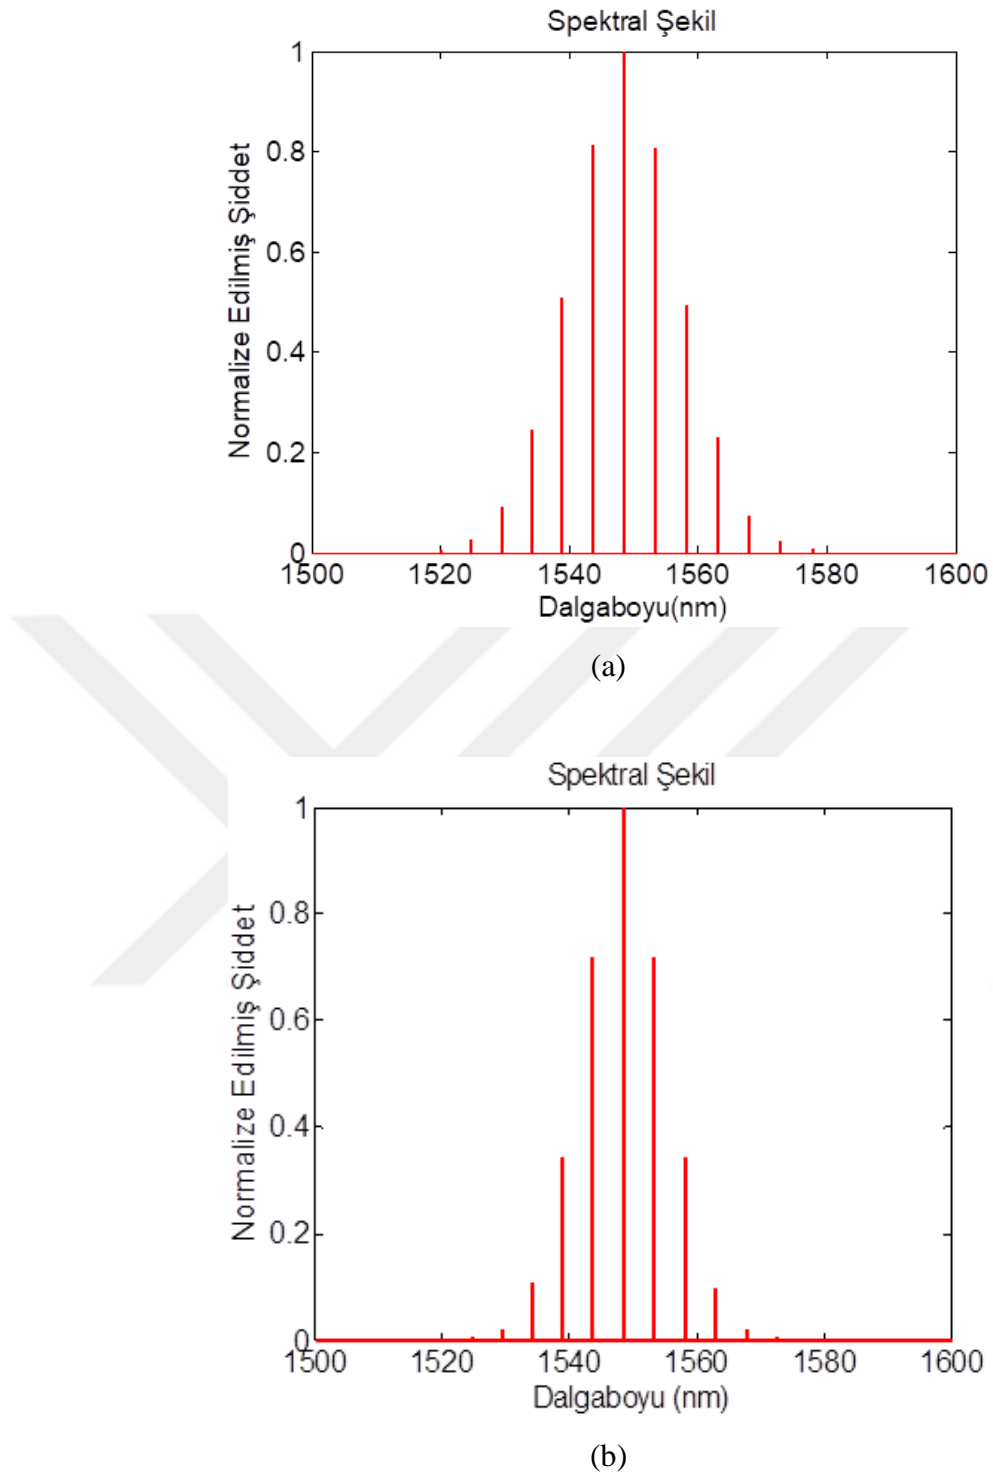 Spektral Şekil
1
0.8
0.6
0.4
0.2
0
Normalize Edilmiş Şiddet
1500 1520 1540 1560 1580 1600
Dalgaboyu(nm)
(a)
Spektral Şekil
1
0.8
0.6
0.4
0.2
0
Normalize Edilmiş Şiddet
1500 1520 1540 1560 1580 1600
Dalgaboyu (nm)
(b)